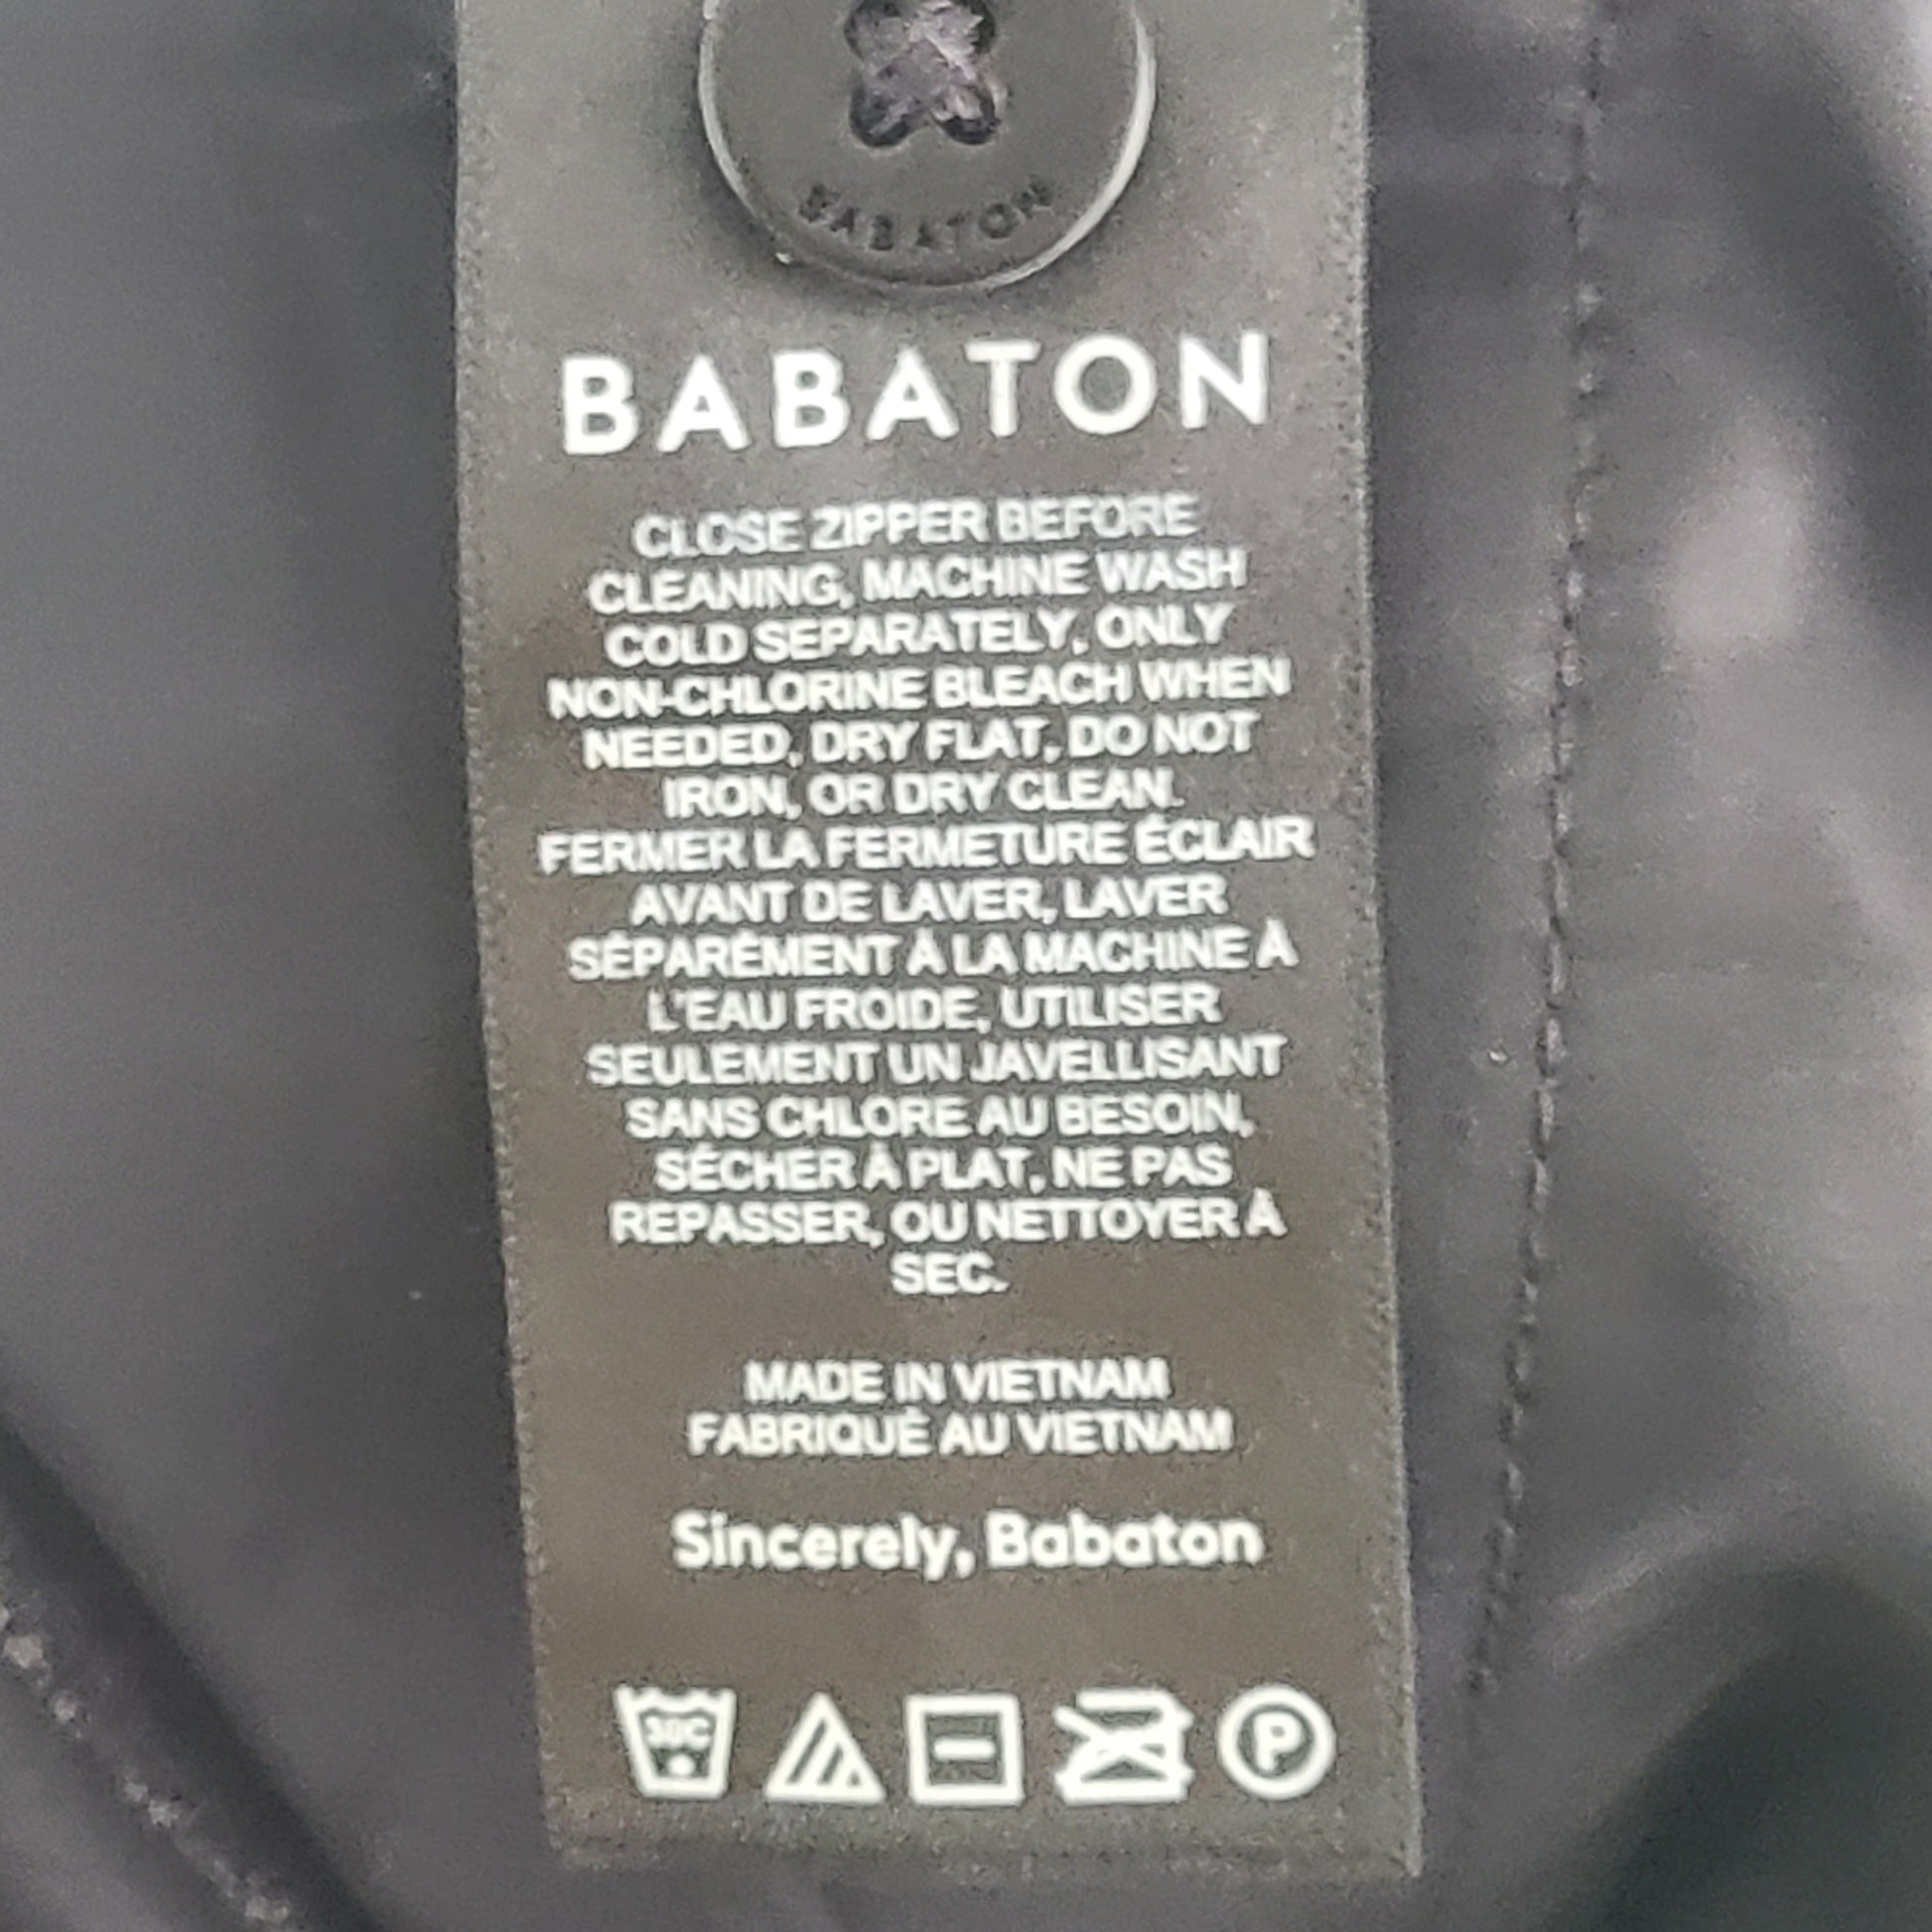 BABATON
BABATON
CLOSE ZIPPER BEFORE
CLEANING, MACHINE WASH
COLD SEPARATELY, ONLY
NON-CHLORINE BLEACH WHEN
NEEDED, DRY FLAT, DO NOT
IRON, OR DRY CLEAN.
FERMER LA FERMETURE ÉCLAIR
AVANT DE LAVER, LAVER
SÉPARÉMENT À LA MACHINE À
L'EAU FROIDE, UTILISER
SEULEMENT UN JAVELLISANT
SANS CHLORE AU BESOIN,
SÉCHER À PLAT, NE PAS
REPASSER, OU NETTOYER À
SEC.
MADE IN VIETNAM
FABRIQUÉ AU VIETNAM
Sincerely, Babaton
30C P